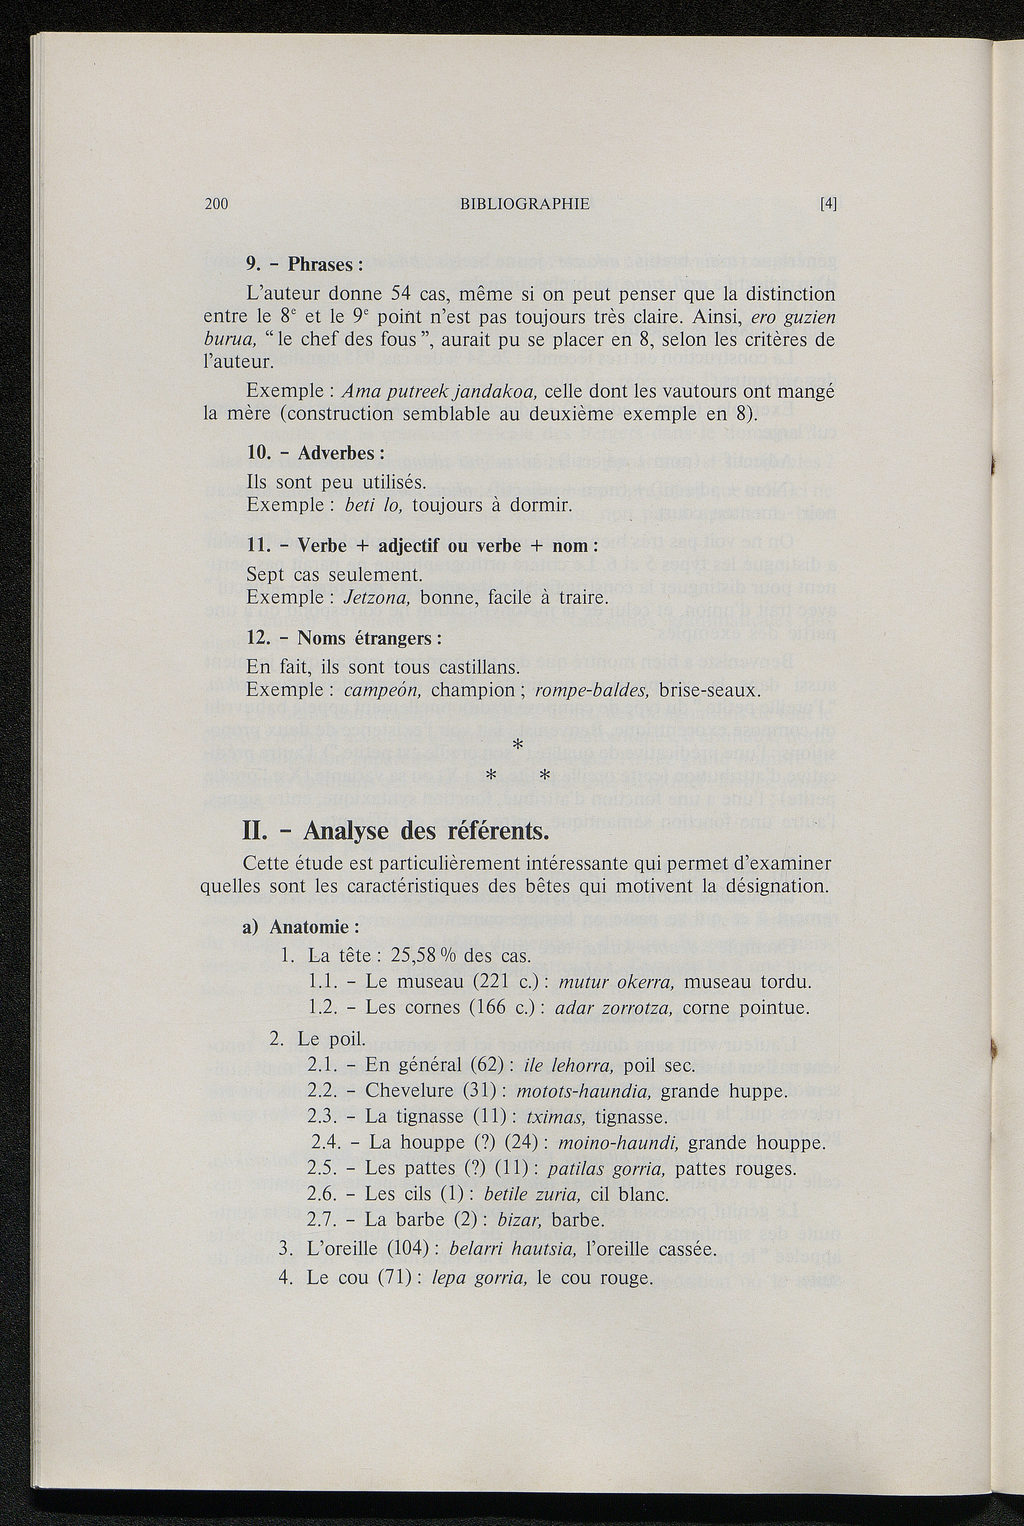 200 BIBLIOGRAPHIE [4]
9. - Phrases :
L'auteur donne 54 cas, même si on peut penser que la distinction
entre le 8e et le 9e point n'est pas toujours très claire. Ainsi, ero guzien
burua, “ le chef des fous ”, aurait pu se placer en 8, selon les critères de
l'auteur.
Exemple : Ama putreek jandakoa, celle dont les vautours ont mangé
la mère (construction semblable au deuxième exemple en 8).
10. - Adverbes :
Ils sont peu utilisés.
Exemple : beti lo, toujours à dormir.
11. - Verbe + adjectif ou verbe + nom :
Sept cas seulement.
Exemple : Jetzona, bonne, facile à traire.
12. - Noms étrangers :
En fait, ils sont tous castillans.
Exemple : campeón, champion ; rompe-baldes, brise-seaux.
*
* *
II. - Analyse des référents.
Cette étude est particulièrement intéressante qui permet d'examiner
quelles sont les caractéristiques des bêtes qui motivent la désignation.
a) Anatomie :
1. La tête : 25,58 % des cas.
1.1. - Le museau (221 c.) : mutur okerra, museau tordu.
1.2. - Les cornes (166 c.) : adar zorrotza, corne pointue.
2. Le poil.
2.1. - En général (62) : ile lehorra, poil sec.
2.2. - Chevelure (31) : motots-haundia, grande huppe.
2.3. - La tignasse (11) : tximas, tignasse.
2.4. - La houppe (?) (24) : moino-haundi, grande houppe.
2.5. - Les pattes (?) (11) : patilas gorria, pattes rouges.
2.6. - Les cils (1) : betile zuria, cil blanc.
2.7. - La barbe (2) : bizar, barbe.
3. L'oreille (104) : belarri hautsia, l'oreille cassée.
4. Le cou (71) : lepa gorria, le cou rouge.